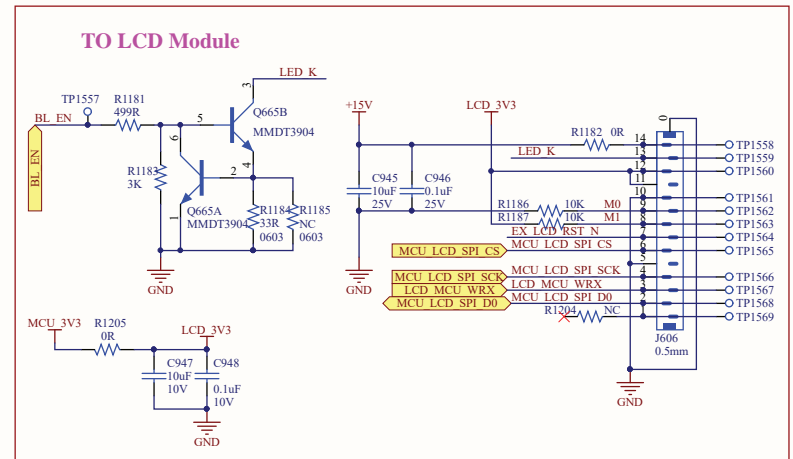 TO LCD Module
LED_K
TP1557
R1181
499R
BL_EN
BL_EN
3
5
Q665B
MMDT3904
6
4
R1183
3K
2
1
Q665A
MMDT3904
R1184
33R
0603
R1185
NC
0603
GND
+15V
LCD_3V3
C945
10uF
25V
C946
0.1uF
25V
GND
R1182 0R
LED_K
R1186 10K M0
R1187 10K M1
EX_LCD_RST_N
MCU_LCD_SPI_CS MCU_LCD_SPI_CS
MCU_LCD_SPI_SCK MCU_LCD_SPI_SCK
LCD_MCU_WRX LCD_MCU_WRX
MCU_LCD_SPI_D0 MCU_LCD_SPI_D0
R1204 NC
0
14
13
12
11
10
9
6
5
4
3
2
TP1558
TP1559
TP1560
TP1561
TP1562
TP1563
TP1564
TP1565
TP1566
TP1567
TP1568
TP1569
J606
0.5mm
GND
MCU_3V3
R1205
0R
LCD_3V3
C947
10uF
10V
C948
0.1uF
10V
GND